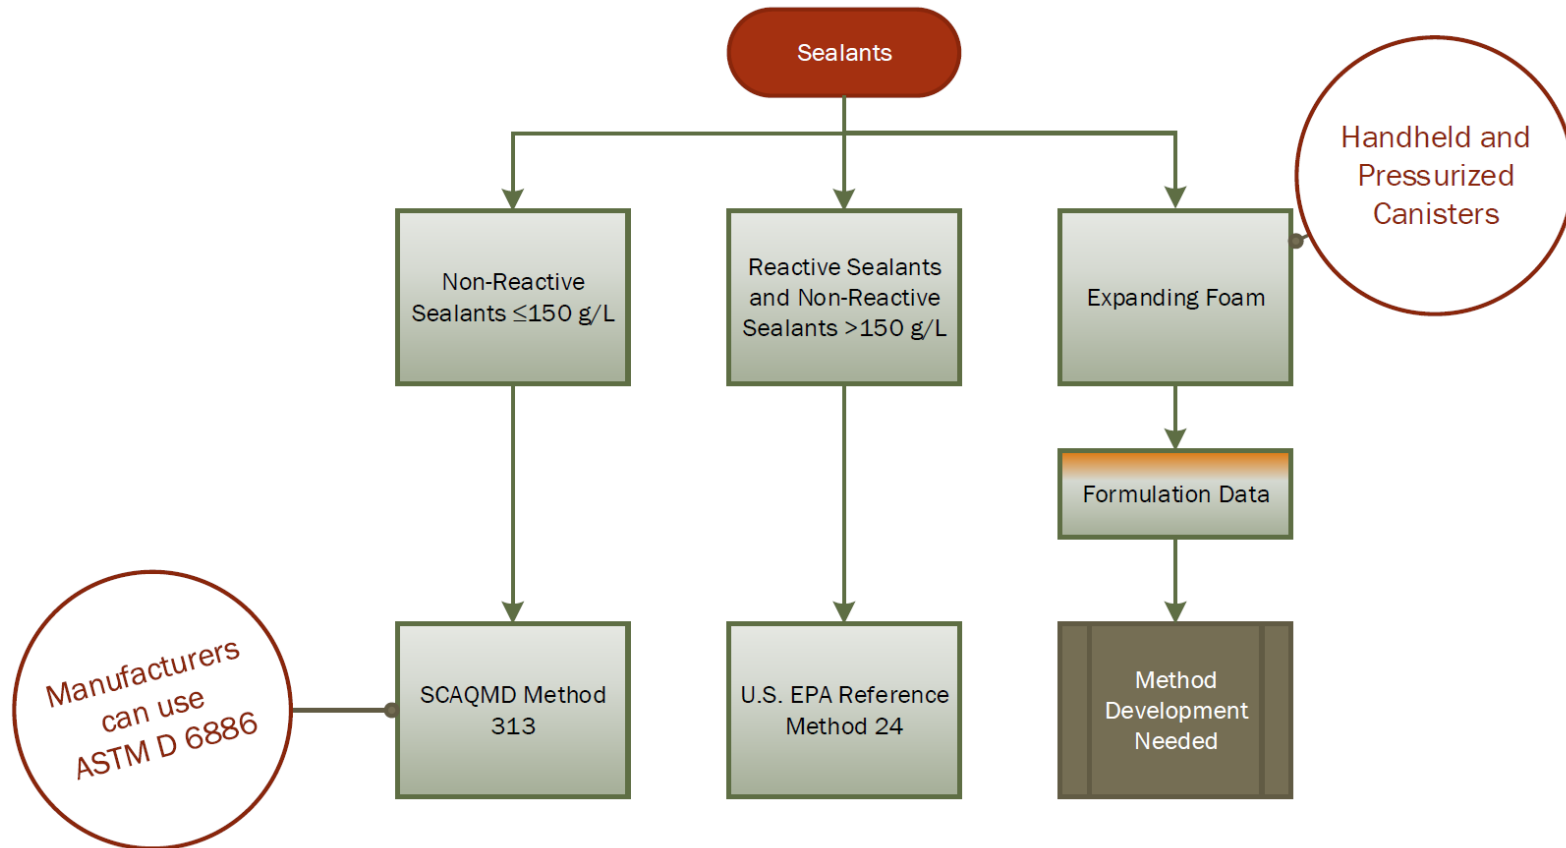 Sealants
Handheld and
Pressurized
Canisters
Non-Reactive
Sealants ≤150 g/L
Reactive Sealants
and Non-Reactive
Sealants >150 g/L
Expanding Foam
Formulation Data
Manufacturers
can use
ASTM D 6886
SCAQMD Method
313
U.S. EPA Reference
Method 24
Method
Development
Needed